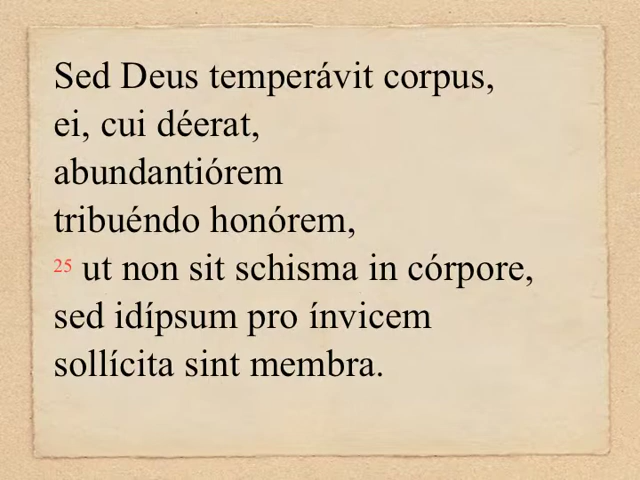 Sed Deus temperávit corpus,
ei, cui déerat,
abundantiórem
tribuéndo honórem,
25 ut non sit schisma in córpore,
sed idípsum pro ínvicem
sollícita sint membra.